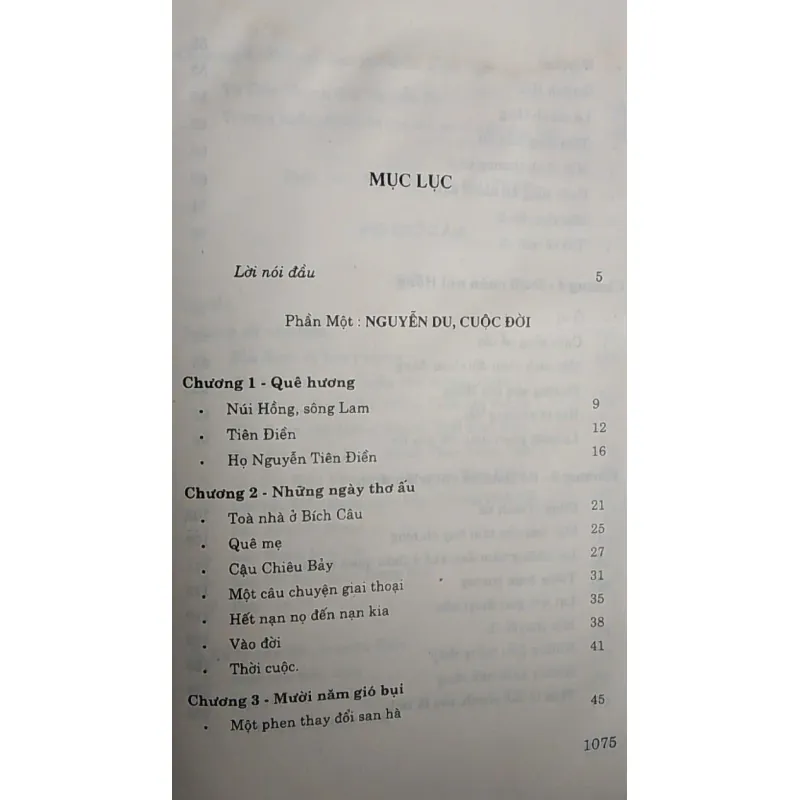 MỤC LỤC
Lời nói đầu 5
Phần Một : NGUYỄN DU, CUỘC ĐỜI
Chương 1 - Quê hương
• Núi Hồng, sông Lam 9
• Tiên Điền 12
• Họ Nguyễn Tiên Điền 16
Chương 2 - Những ngày thơ ấu
• Toà nhà ở Bích Câu 21
• Quê mẹ 25
• Cậu Chiêu Bảy 27
• Một câu chuyện giai thoại 31
• Hết nạn nọ đến nạn kia 35
• Vào đời 38
• Thời cuộc. 41
Chương 3 - Mười năm gió bụi
• Một phen thay đổi san hà 45
1075